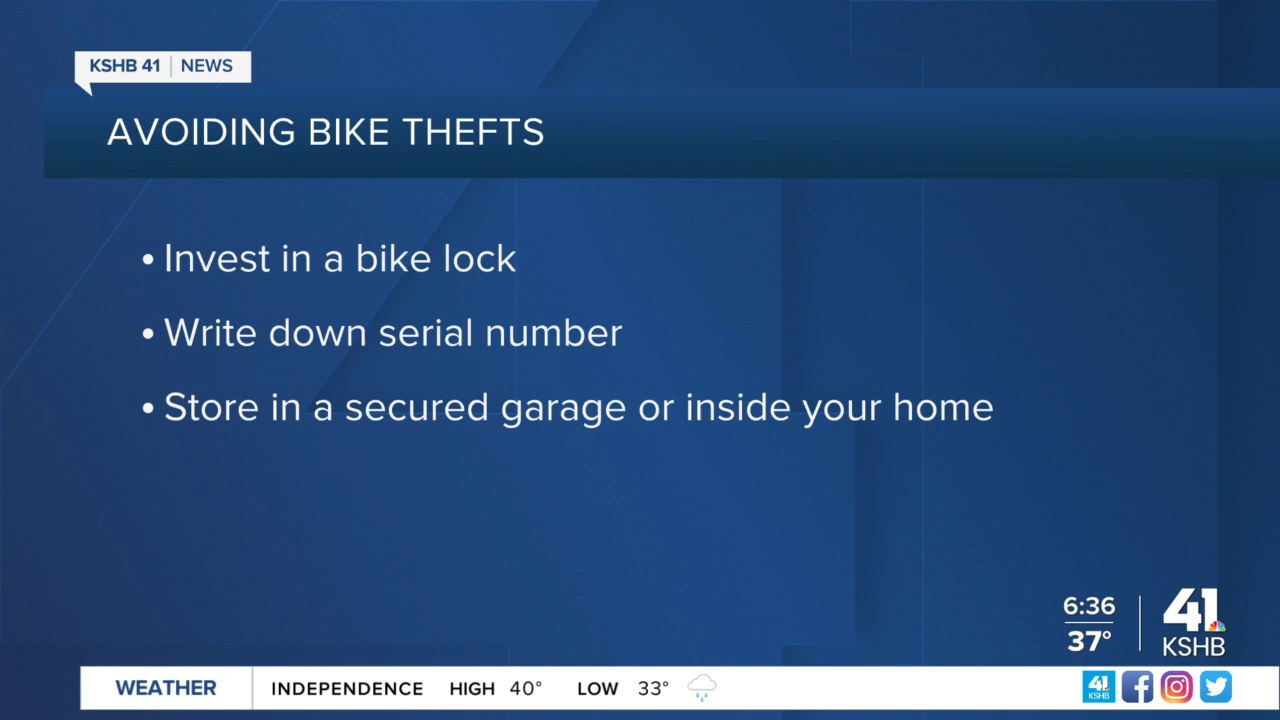 KSHB 41 | NEWS
AVOIDING BIKE THEFTS
• Invest in a bike lock
• Write down serial number
• Store in a secured garage or inside your home
6:36
37°
41
KSHB
WEATHER
INDEPENDENCE HIGH 40° LOW 33°
41
KSHB